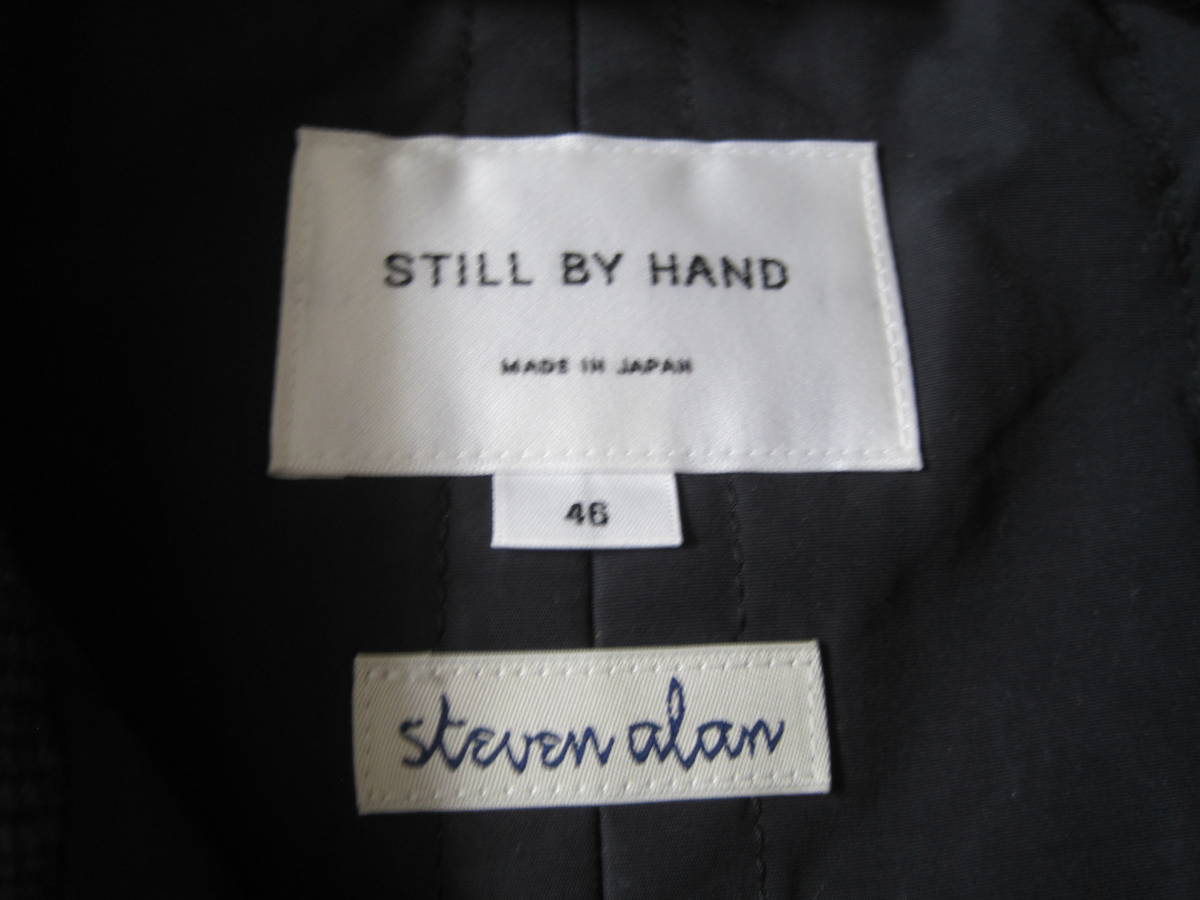 STILL BY HAND
MADE IN JAPAN
46
steven alan